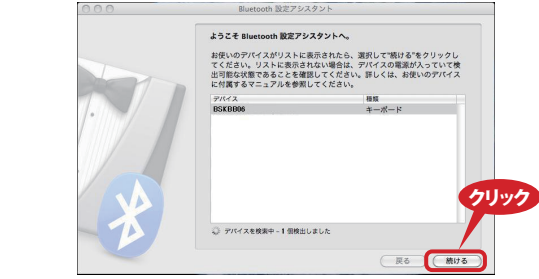 Bluetooth 設定アシスタント
ようこそ Bluetooth 設定アシスタントへ。
お使いのデバイスがリストに表示されたら、選択して"続ける"をクリックし
てください。リストに表示されない場合は、デバイスの電源が入っていて検
出可能な状態であることを確認してください。詳しくは、お使いのデバイス
に付属するマニュアルを参照してください。
デバイス 種類
BSKBB06 キーボード
クリック
デバイスを検索中 – 1 個検出しました
戻る 続ける